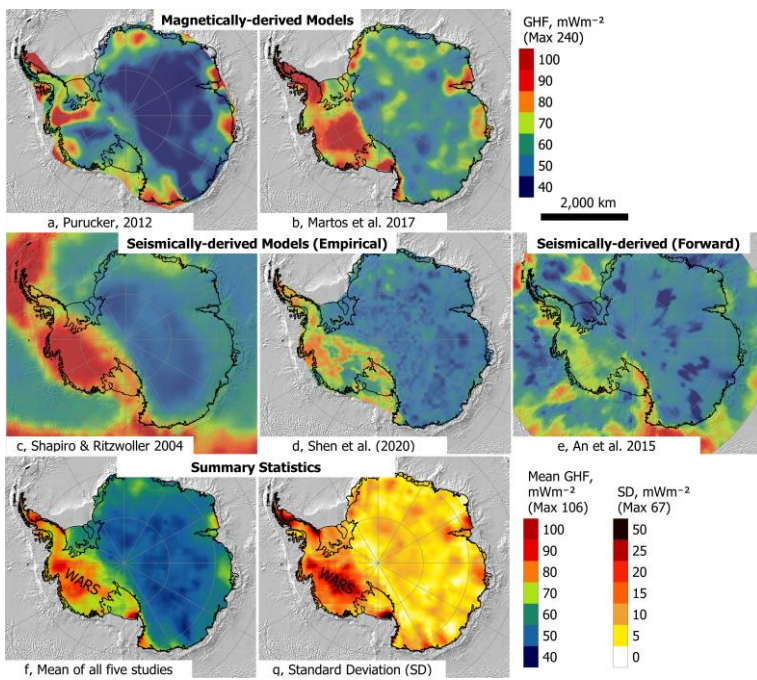 Magnetically-derived Models
GHF, mWm⁻²
(Max 240)
100
90
80
70
60
50
40
2,000 km
a, Purucker, 2012
b, Martos et al. 2017
Seismically-derived Models (Empirical)
Seismically-derived (Forward)
c, Shapiro & Ritzwoller 2004
d, Shen et al. (2020)
e, An et al. 2015
Summary Statistics
WARS
WARS
f, Mean of all five studies
g, Standard Deviation (SD)
Mean GHF,
mWm⁻²
(Max 106)
100
90
80
70
60
50
40
SD, mWm⁻²
(Max 67)
50
25
20
15
10
5
0